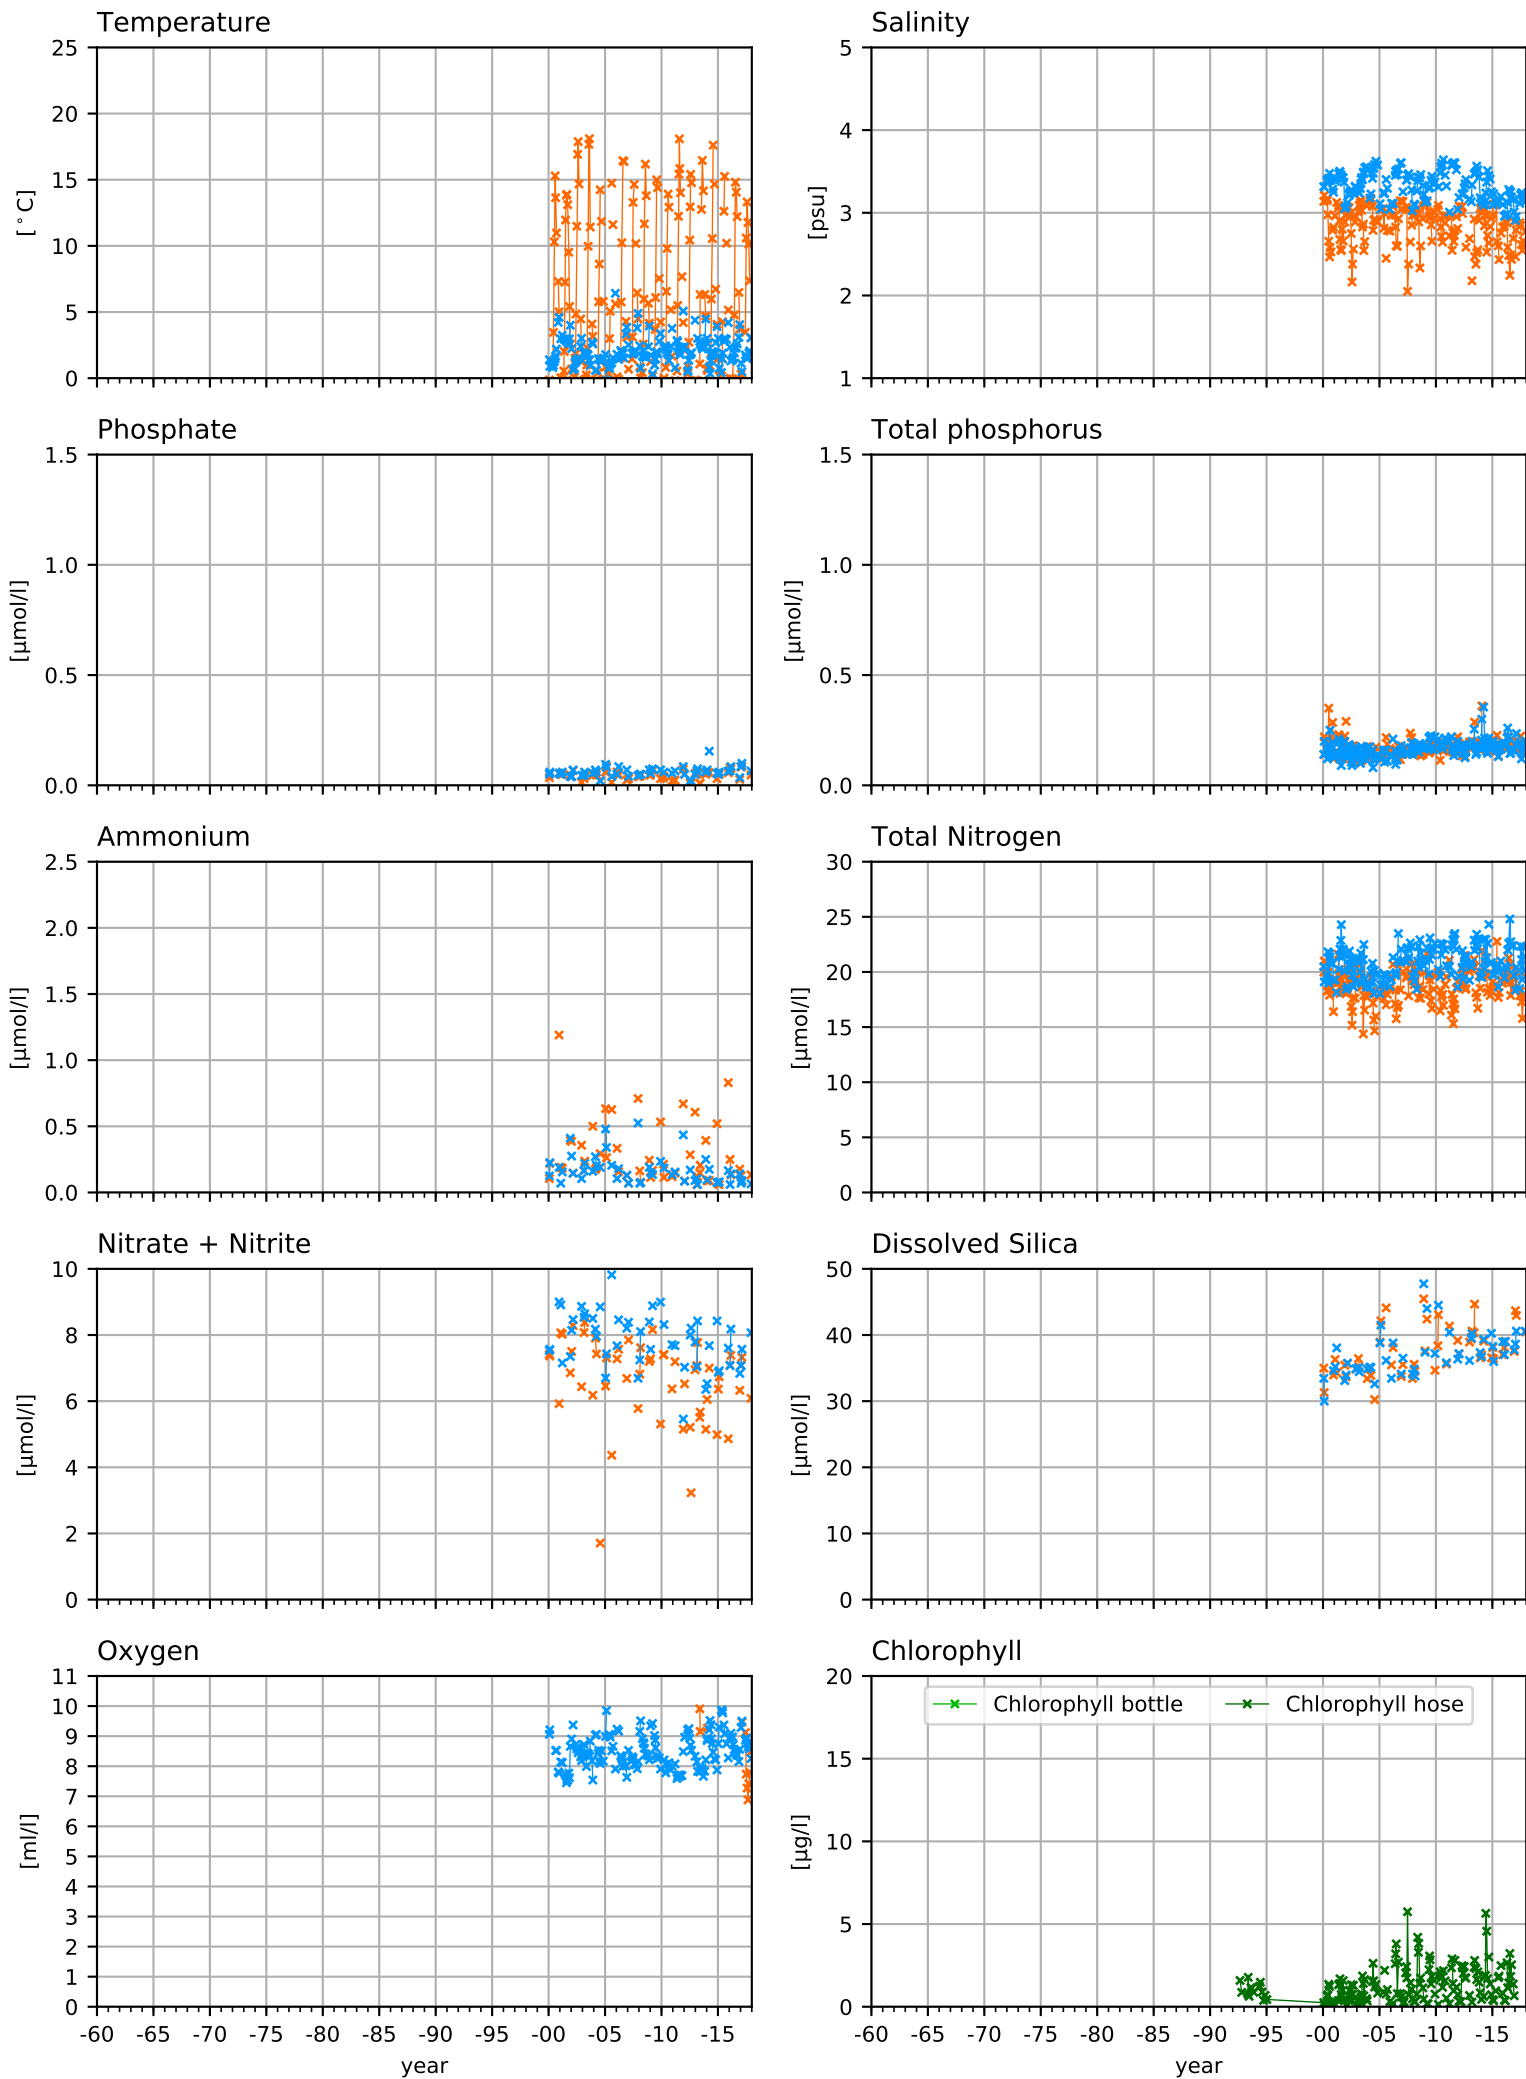 Temperature
Salinity
25
20
15
10
5
0
[°C]
5
4
3
2
1
[psu]
Phosphate
Total phosphorus
1.5
1.0
0.5
0.0
[µmol/l]
1.5
1.0
0.5
0.0
[µmol/l]
Ammonium
Total Nitrogen
2.5
2.0
1.5
1.0
0.5
0.0
[µmol/l]
30
25
20
15
10
5
0
[µmol/l]
Nitrate + Nitrite
Dissolved Silica
10
8
6
4
2
0
[µmol/l]
50
40
30
20
10
0
[µmol/l]
Oxygen
Chlorophyll
11
10
9
8
7
6
5
4
3
2
1
0
[ml/l]
-60 -65 -70 -75 -80 -85 -90 -95 -00 -05 -10 -15
year
20
15
10
5
0
[µg/l]
Chlorophyll bottle Chlorophyll hose
-60 -65 -70 -75 -80 -85 -90 -95 -00 -05 -10 -15
year